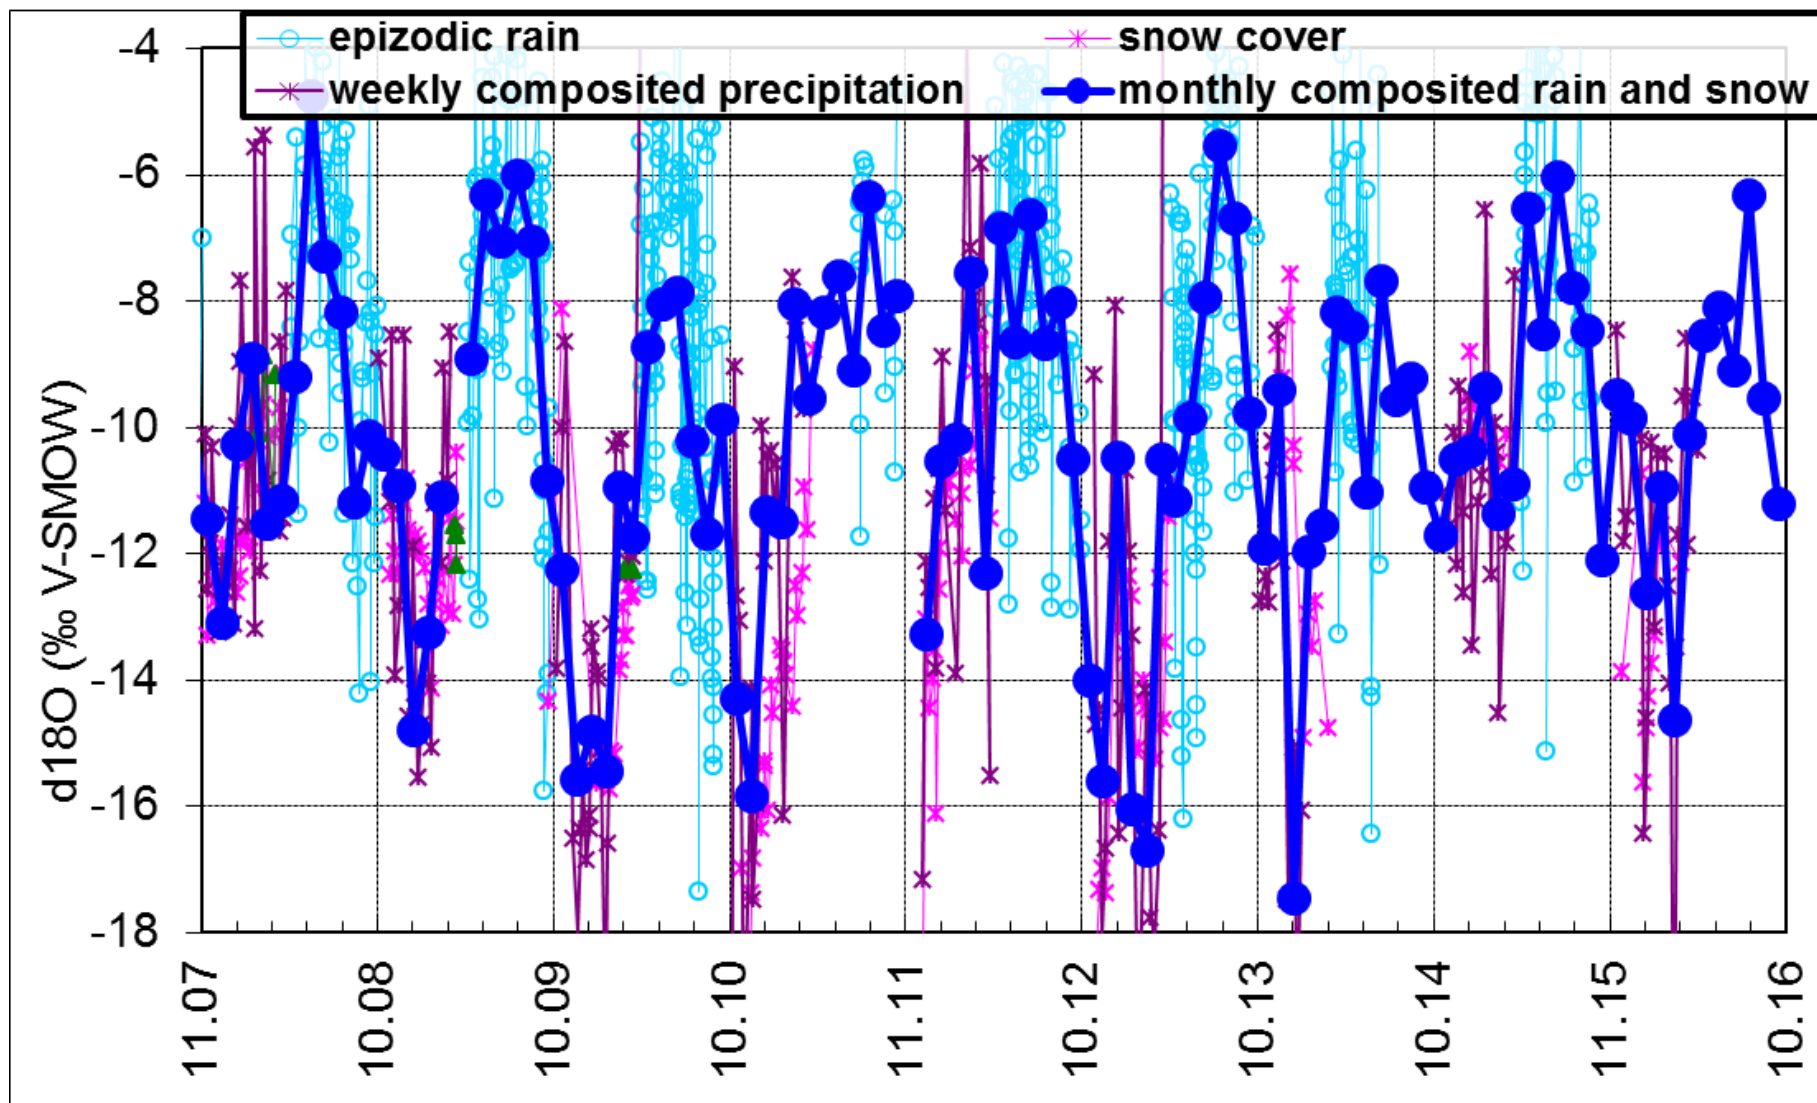 epizodic rain snow cover
weekly composited precipitation monthly composited rain and snow
-4
-6
-8
-10
-12
-14
-16
-18
d18O (‰ V-SMOW)
11.07 10.08 10.09 10.10 10.11 10.12 10.13 10.14 11.15 10.16